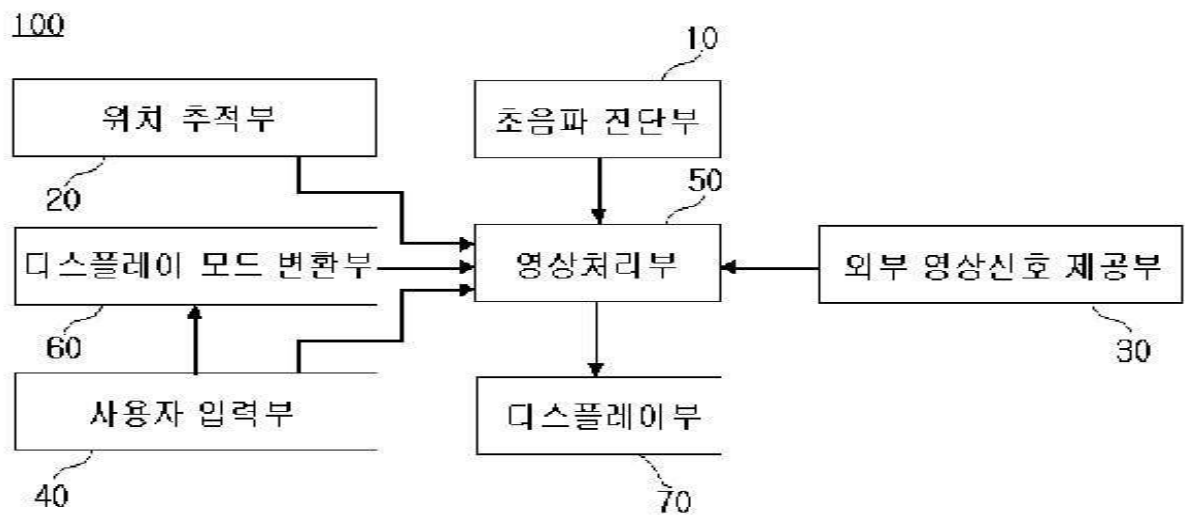 100
10
위치 추적부
초음파 진단부
20
50
디스플레이 모드 변환부
영상처리부
외부 영상신호 제공부
60
30
사용자 입력부
디스플레이부
40
70